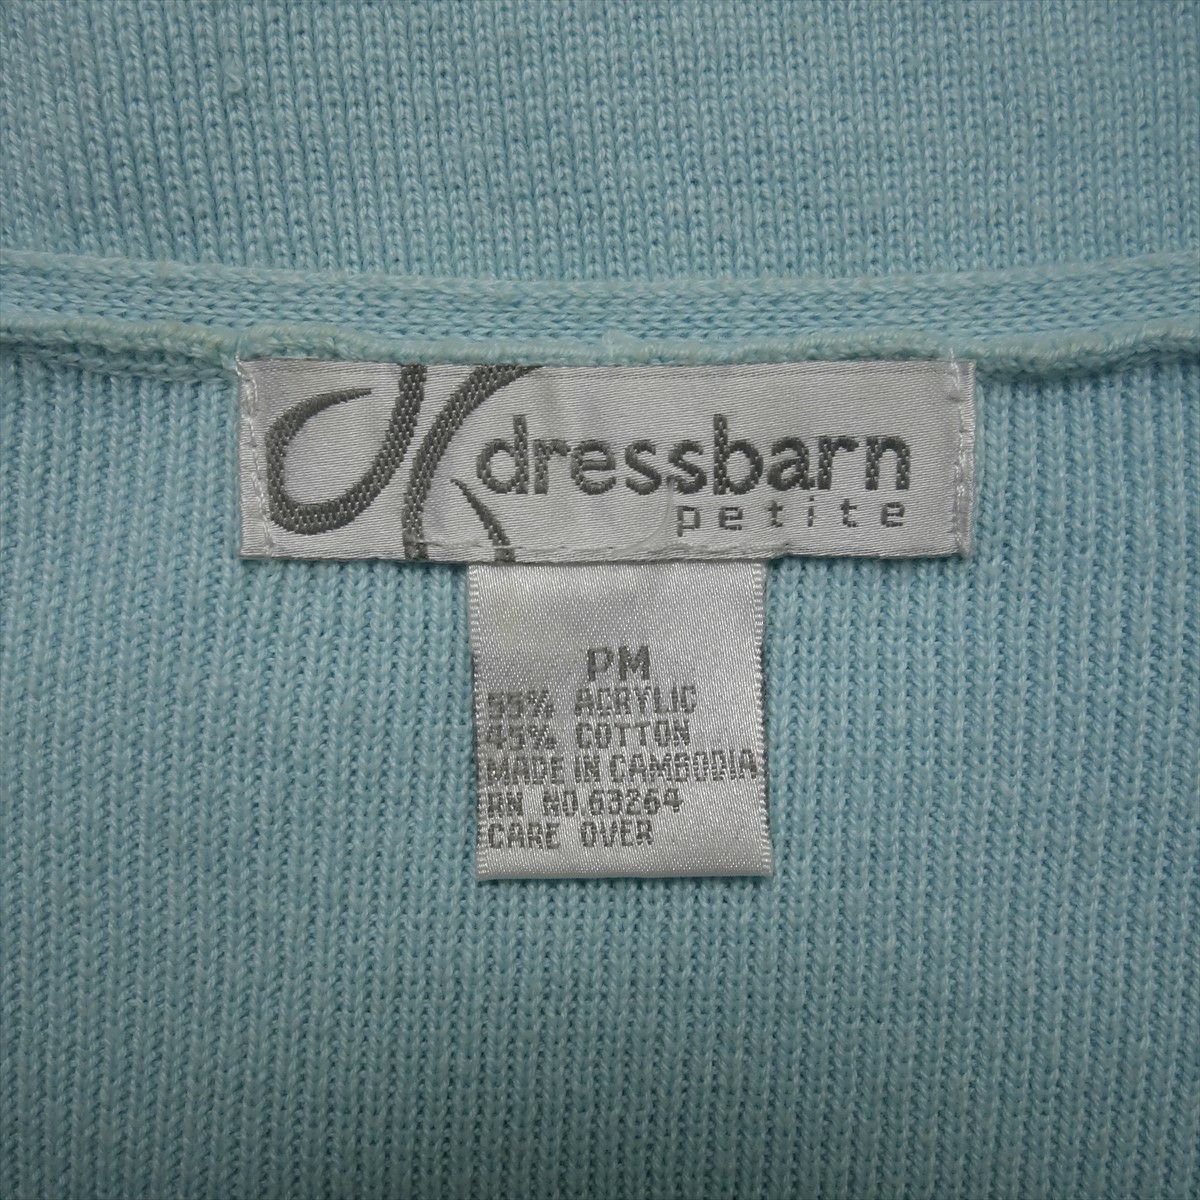 dressbarn
petite
PM
55% ACRYLIC
45% COTTON
MADE IN CAMBODIA
RN NO.63264
CARE OVER